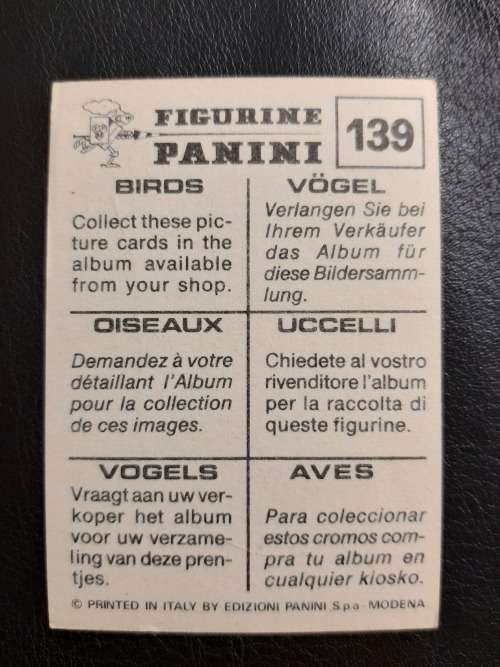 FIGURINE
PANINI
139
BIRDS
Collect these pic-
ture cards in the
album available
from your shop.
VÖGEL
Verlangen Sie bei
Ihrem Verkäufer
das Album für
diese Bildersamm-
lung.
OISEAUX
Demandez à votre
détaillant l'Album
pour la collection
de ces images.
UCCELLI
Chiedete al vostro
rivenditore l'album
per la raccolta di
queste figurine.
VOGELS
Vraagt aan uw ver-
koper het album
voor uw verzame-
ling van deze pren-
tjes.
AVES
Para coleccionar
estos cromos com-
pra tu album en
cualquier kiosko.
© PRINTED IN ITALY BY EDIZIONI PANINI S.p.a - MODENA